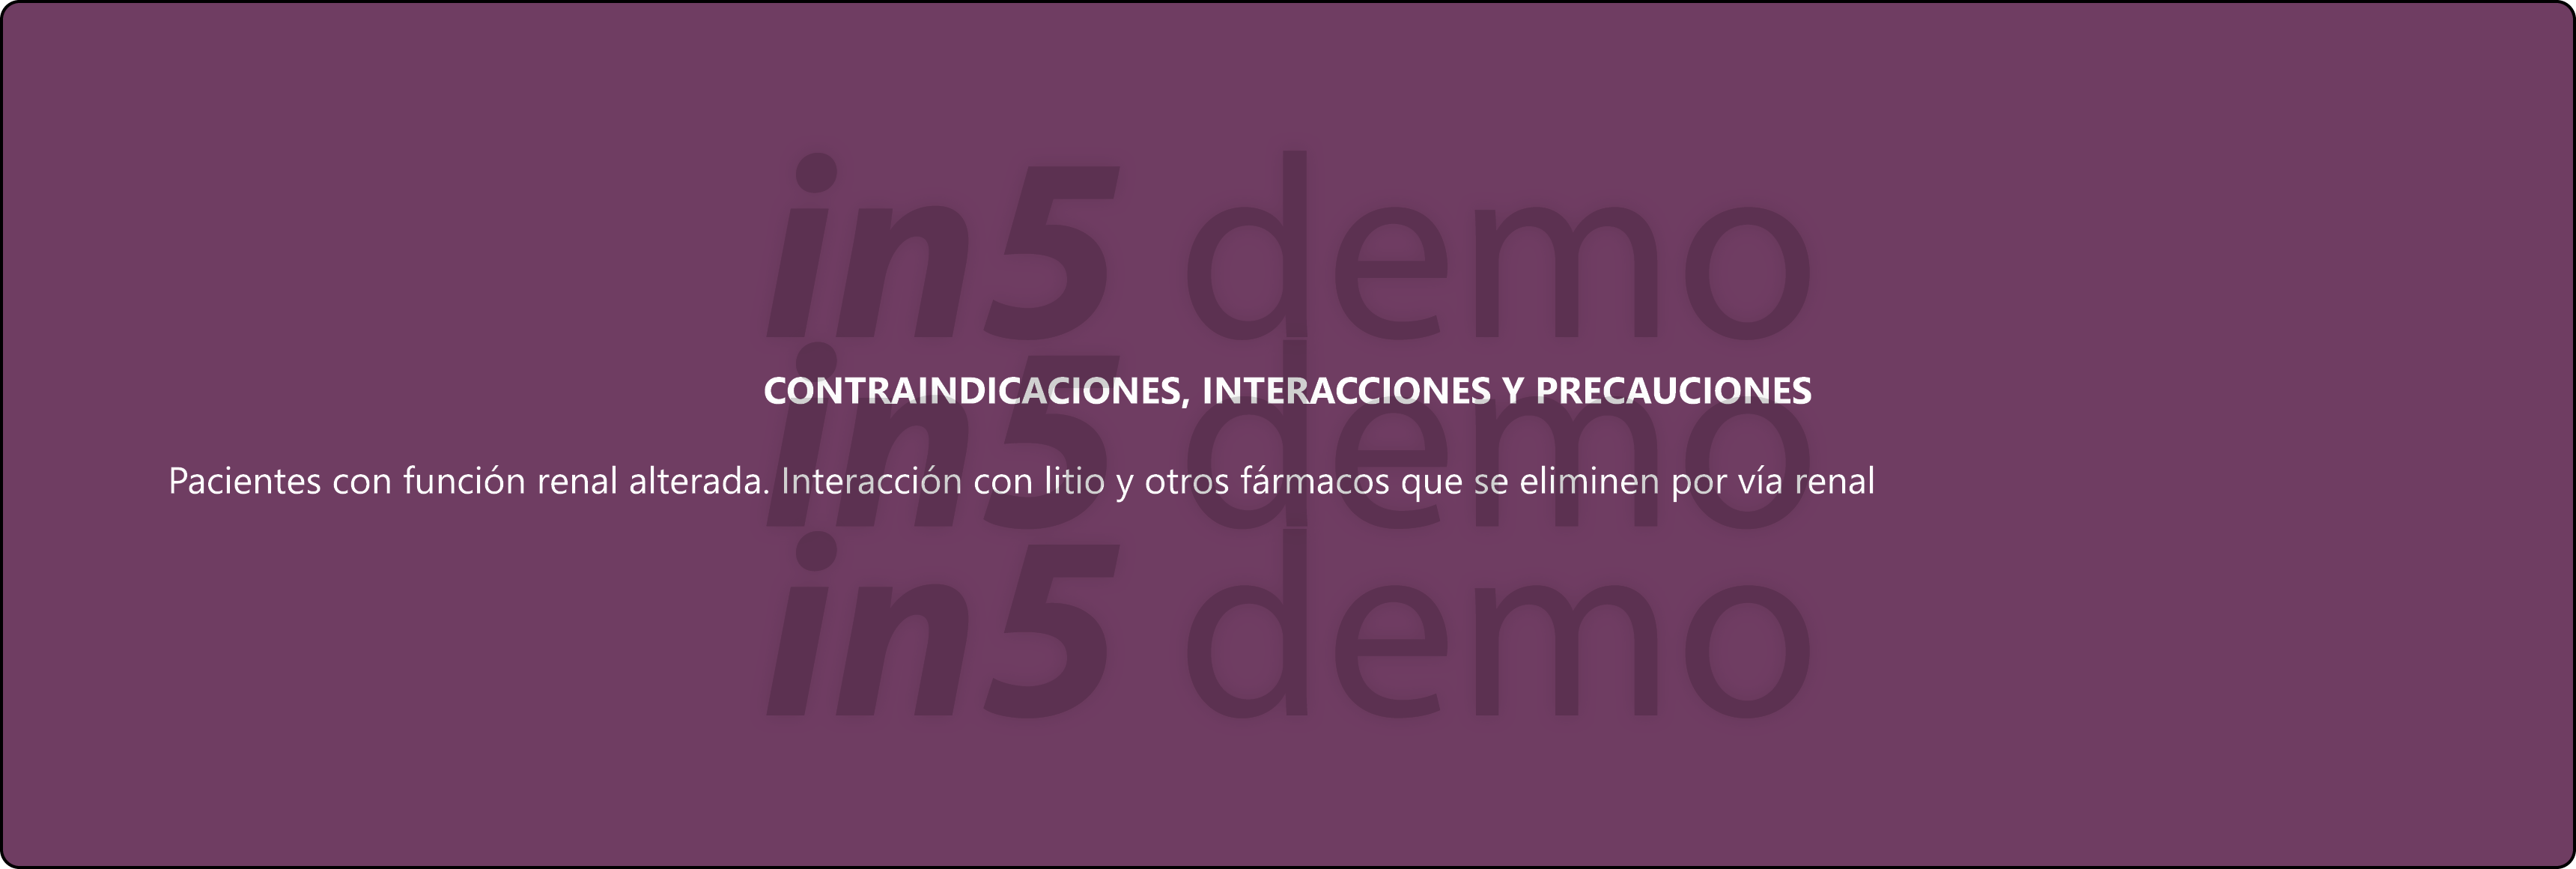 in5 demo
CONTRAINDICACIONES, INTERACCIONES Y PRECAUCIONES
in5 demo
Pacientes con función renal alterada. Interacción con litio y otros fármacos que se eliminen por vía renal
in5 demo